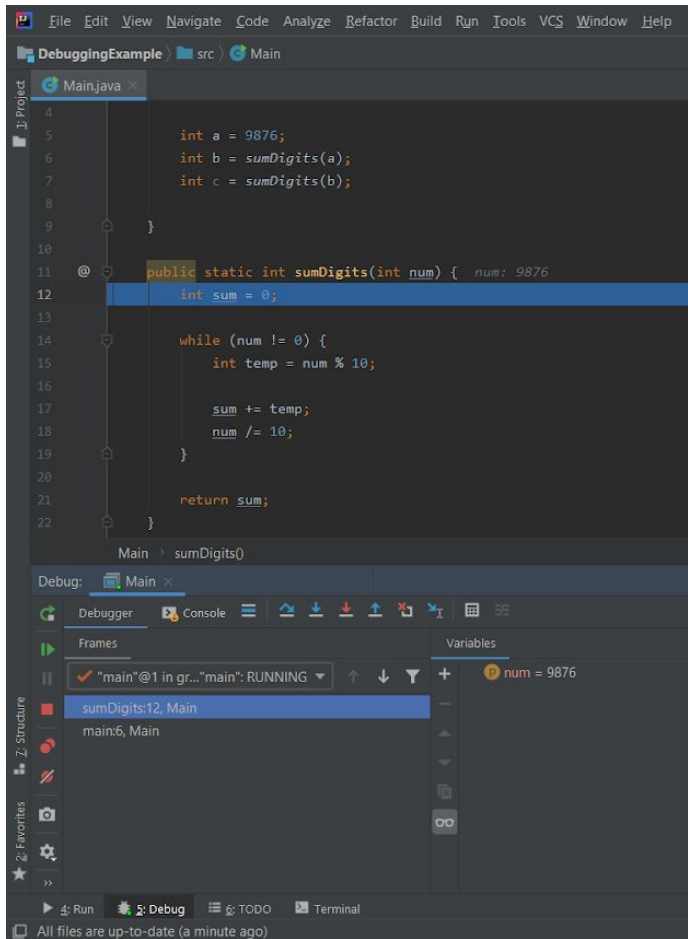 File Edit View Navigate Code Analyze Refactor Build Run Tools VCS Window Help
DebuggingExample src Main
1: Project
Main.java
4
5 int a = 9876;
6 int b = sumDigits(a);
7 int c = sumDigits(b);
8
9 }
10
11 @ public static int sumDigits(int num) { num: 9876
12 int sum = 0;
13
14 while (num != 0) {
15 int temp = num % 10;
16
17 sum += temp;
18 num /= 10;
19 }
20
21 return sum;
22 }
Main sumDigits()
Debug: Main
Debugger Console
Frames Variables
"main"@1 in gr..."main": RUNNING
num = 9876
sumDigits:12, Main
main:6, Main
Z: Structure
2: Favorites
4: Run 5: Debug 6: TODO Terminal
All files are up-to-date (a minute ago)